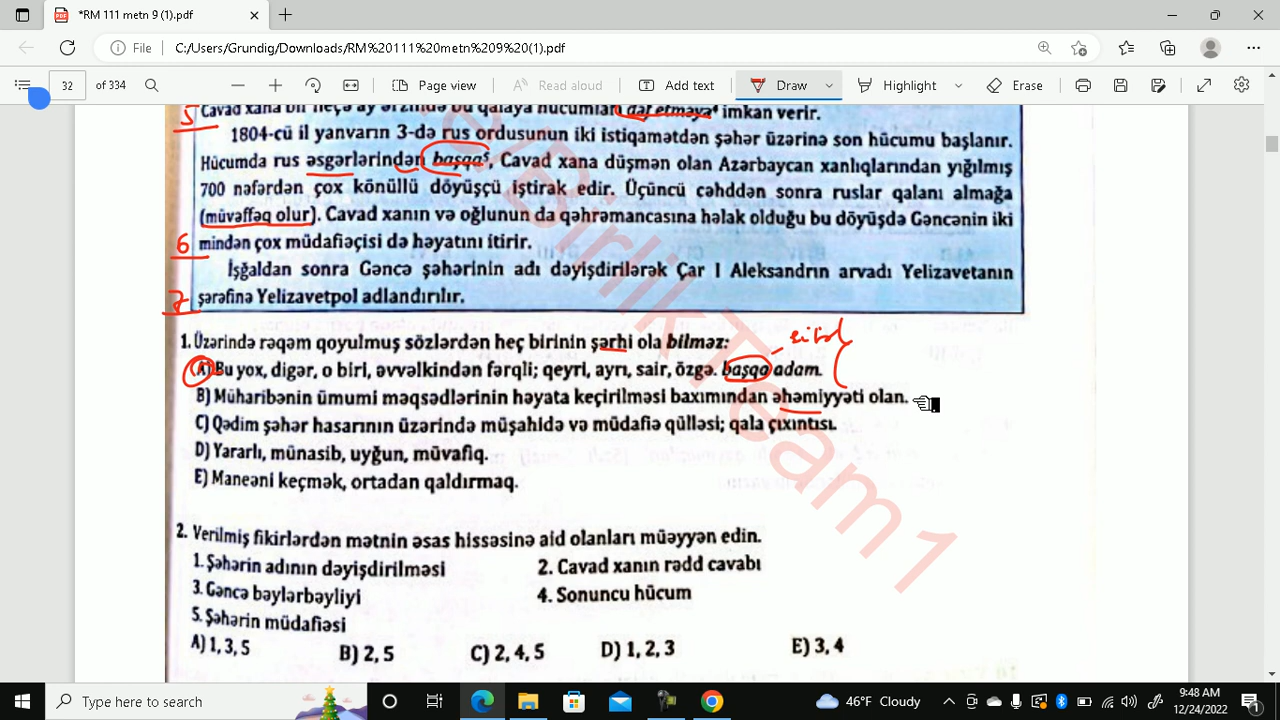 *RM 111 metn 9 (1).pdf
File C:/Users/Grundig/Downloads/RM%20111%20metn%209%20(1).pdf
32 of 334 Page view Read aloud Add text Draw Highlight Erase
5 Cavad xana bir neçə ay ərzində bu qalaya hücumları dəf etməyə⁴ imkan verir.
1804-cü il yanvarın 3-də rus ordusunun iki istiqamətdən şəhər üzərinə son hücumu başlanır.
Hücumda rus əsgərlərindən başqa⁵, Cavad xana düşmən olan Azərbaycan xanlıqlarından yığılmış
700 nəfərdən çox könüllü döyüşçü iştirak edir. Üçüncü cəhddən sonra ruslar qalanı almağa
(müvəffəq olur). Cavad xanın və oğlunun da qəhrəmancasına həlak olduğu bu döyüşdə Gəncənin iki
6 mindən çox müdafiəçisi də həyatını itirir.
İşğaldan sonra Gəncə şəhərinin adı dəyişdirilərək Çar I Aleksandrın arvadı Yelizavetanın
7 şərəfinə Yelizavetpol adlandırılır.
1. Üzərində rəqəm qoyulmuş sözlərdən heç birinin şərhi ola bilməz:
A) Bu yox, digər, o biri, əvvəlkindən fərqli; qeyri, ayrı, sair, özgə. başqa adam.
B) Müharibənin ümumi məqsədlərinin həyata keçirilməsi baxımından əhəmiyyəti olan.
C) Qədim şəhər hasarının üzərində müşahidə və müdafiə qülləsi; qala çıxıntısı.
D) Yararlı, münasib, uyğun, müvafiq.
E) Maneəni keçmək, ortadan qaldırmaq.
2. Verilmiş fikirlərdən mətnin əsas hissəsinə aid olanları müəyyən edin.
1. Şəhərin adının dəyişdirilməsi 2. Cavad xanın rədd cavabı
3. Gəncə bəylərbəyliyi 4. Sonuncu hücum
5. Şəhərin müdafiəsi
A) 1, 3, 5 B) 2, 5 C) 2, 4, 5 D) 1, 2, 3 E) 3, 4
/BirlikTeam1
Type here to search 46°F Cloudy 9:48 AM
12/24/2022